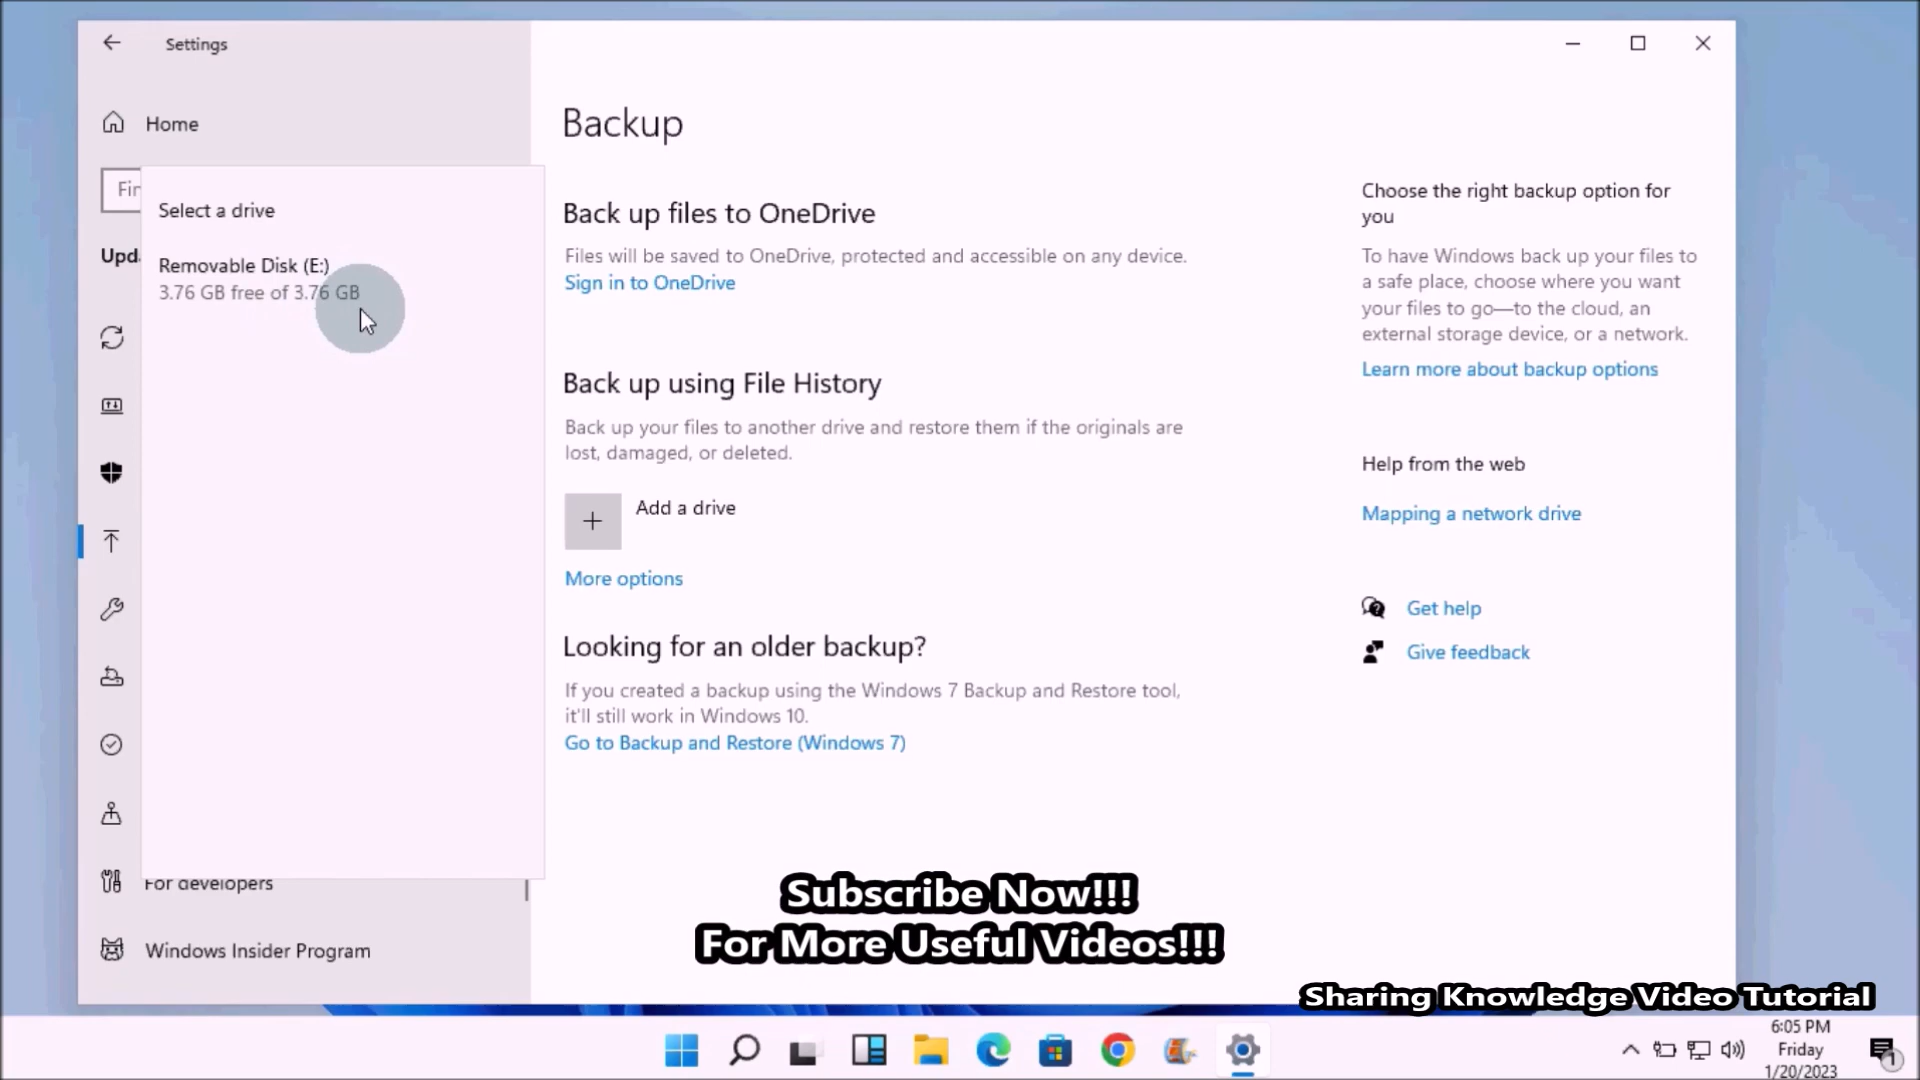 Settings
Home
Fin
Select a drive
Upd
Removable Disk (E:)
3.76 GB free of 3.76 GB
For developers
Windows Insider Program
Backup
Back up files to OneDrive
Files will be saved to OneDrive, protected and accessible on any device.
Sign in to OneDrive
Back up using File History
Back up your files to another drive and restore them if the originals are
lost, damaged, or deleted.
Add a drive
More options
Looking for an older backup?
If you created a backup using the Windows 7 Backup and Restore tool,
it'll still work in Windows 10.
Go to Backup and Restore (Windows 7)
Choose the right backup option for
you
To have Windows back up your files to
a safe place, choose where you want
your files to go—to the cloud, an
external storage device, or a network.
Learn more about backup options
Help from the web
Mapping a network drive
Get help
Give feedback
Subscribe Now!!!
For More Useful Videos!!!
Sharing Knowledge Video Tutorial
6:05 PM
Friday
1/20/2023
1